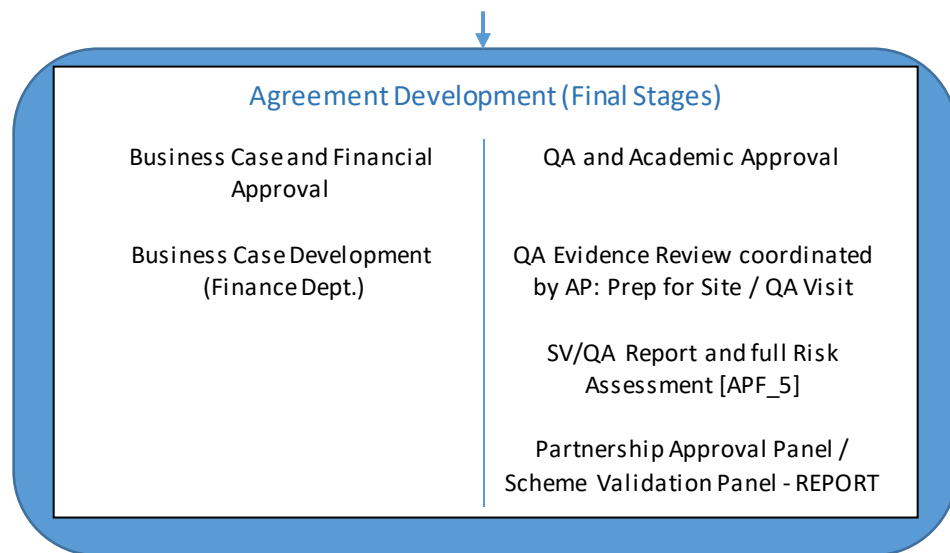 Agreement Development (Final Stages)
Business Case and Financial
Approval
Business Case Development
(Finance Dept.)
QA and Academic Approval
QA Evidence Review coordinated
by AP: Prep for Site / QA Visit
SV/QA Report and full Risk
Assessment [APF_5]
Partnership Approval Panel /
Scheme Validation Panel - REPORT